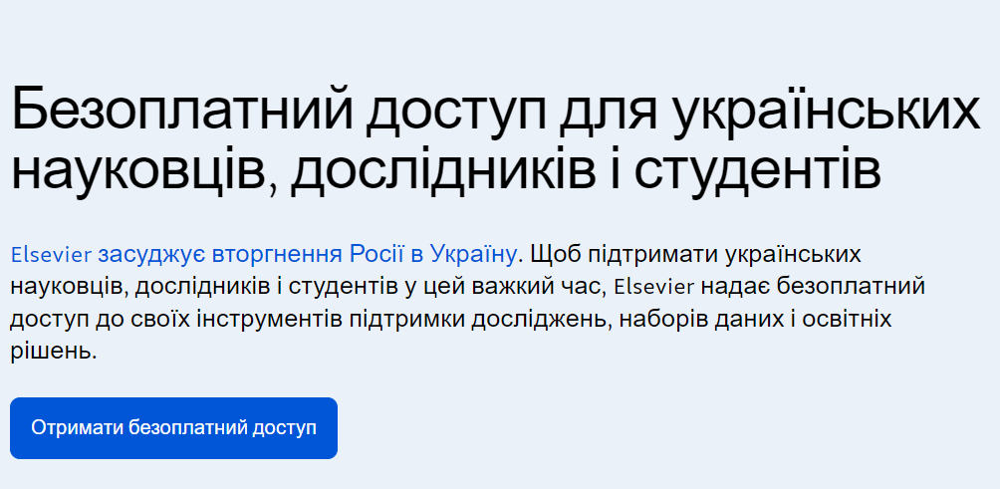 Безоплатний доступ для українських
науковців, дослідників і студентів
Elsevier засуджує вторгнення Росії в Україну. Щоб підтримати українських
науковців, дослідників і студентів у цей важкий час, Elsevier надає безоплатний
доступ до своїх інструментів підтримки досліджень, наборів даних і освітніх
рішень.
Отримати безоплатний доступ